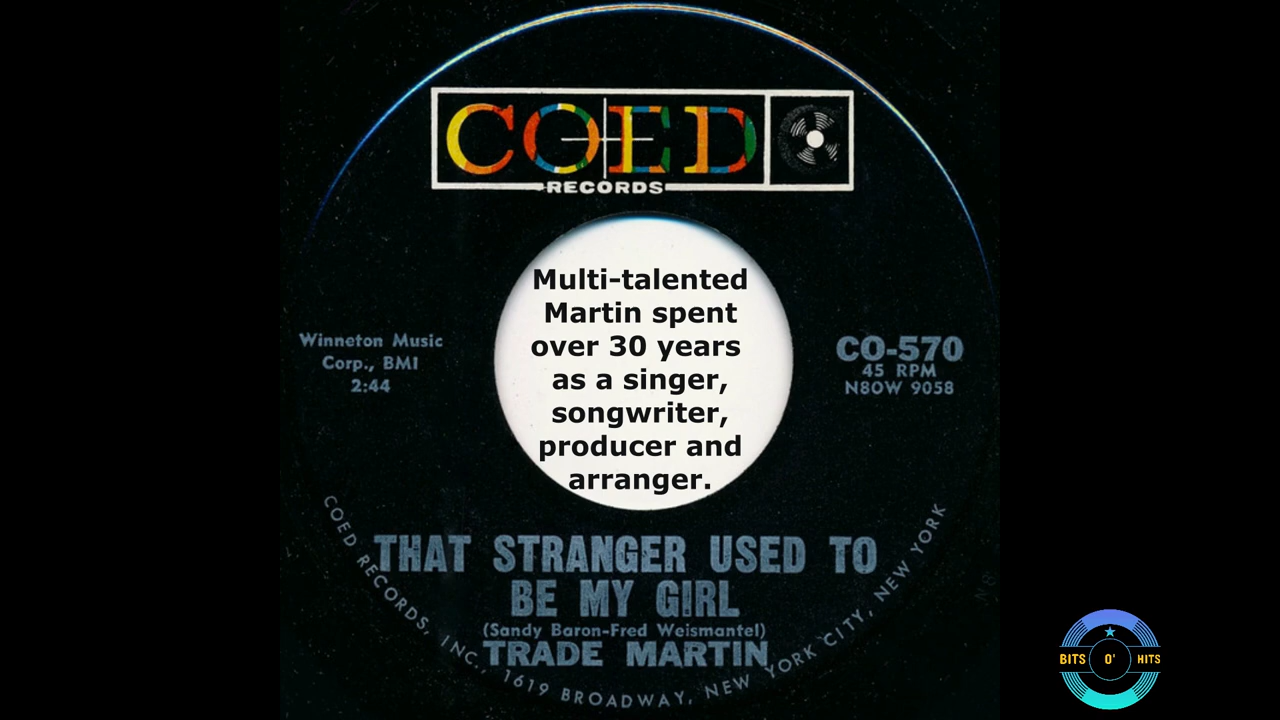 COED
RECORDS
Multi-talented
Martin spent
over 30 years
as a singer,
songwriter,
producer and
arranger.
Winneton Music
Corp., BMI
2:44
CO-570
45 RPM
N8OW 9058
THAT STRANGER USED TO
BE MY GIRL
(Sandy Baron-Fred Weismantel)
TRADE MARTIN
COED RECORDS, INC., 1619 BROADWAY, NEW YORK CITY, NEW YORK
BITS O' HITS